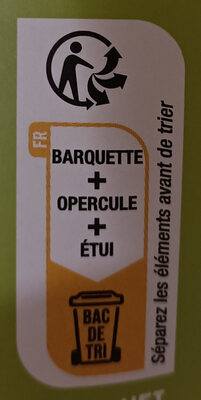 FR
BARQUETTE
+
OPERCULE
+
ÉTUI
BAC
DE
TRI
Séparez les éléments avant de trier